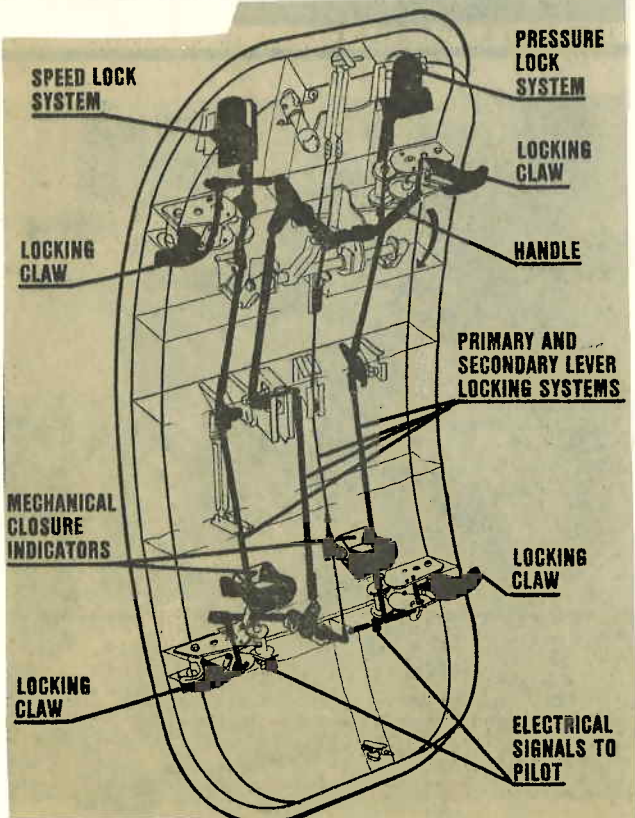 SPEED LOCK
SYSTEM
PRESSURE
LOCK
SYSTEM
LOCKING
CLAW
LOCKING
CLAW
HANDLE
PRIMARY AND
SECONDARY LEVER
LOCKING SYSTEMS
MECHANICAL
CLOSURE
INDICATORS
LOCKING
CLAW
LOCKING
CLAW
ELECTRICAL
SIGNALS TO
PILOT